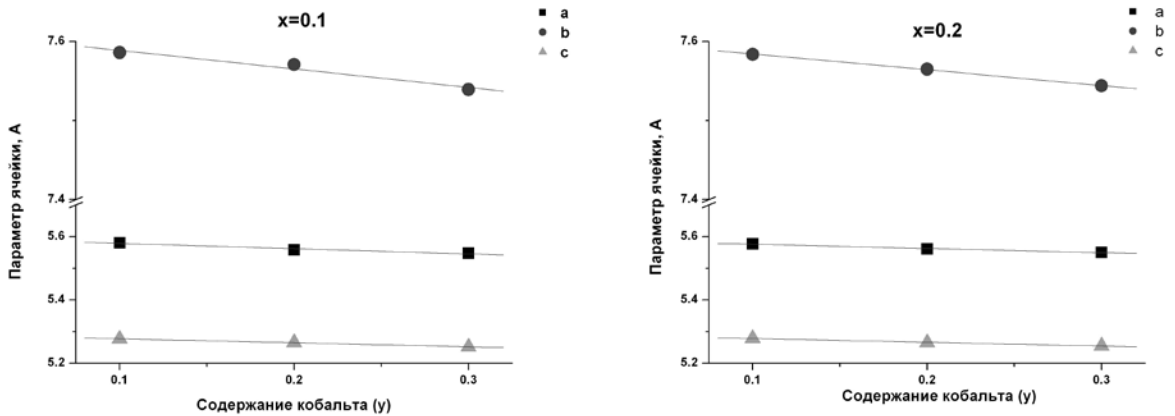 x=0.1
a
b
c
7.6
7.4
5.6
5.4
5.2
0.1
0.2
0.3
Параметр ячейки, А
Содержание кобальта (y)
x=0.2
a
b
c
7.6
7.4
5.6
5.4
5.2
0.1
0.2
0.3
Параметр ячейки, А
Содержание кобальта (y)